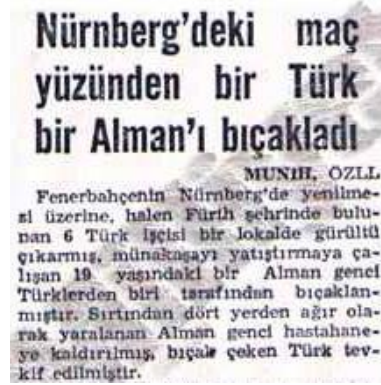 Nürnberg'deki maç
yüzünden bir Türk
bir Alman'ı bıçakladı
MUNIH, ÖZLL
Fenerbahçenin Nürnberg'de yenilme-
si üzerine, halen Fürih şehrinde bulu-
nan 6 Türk işçisi bir lokalde gürültü
çıkarmış, münakaşayı yatıştırmaya ça-
lışan 19 yaşındaki bir Alman genci
Türklerden biri tarafından bıçaklan-
mıştır. Sırtından dört yerden ağır ola-
rak yaralanan Alman genci hastahane-
ye kaldırılmış, bıçak çeken Türk tev-
kif edilmiştir.